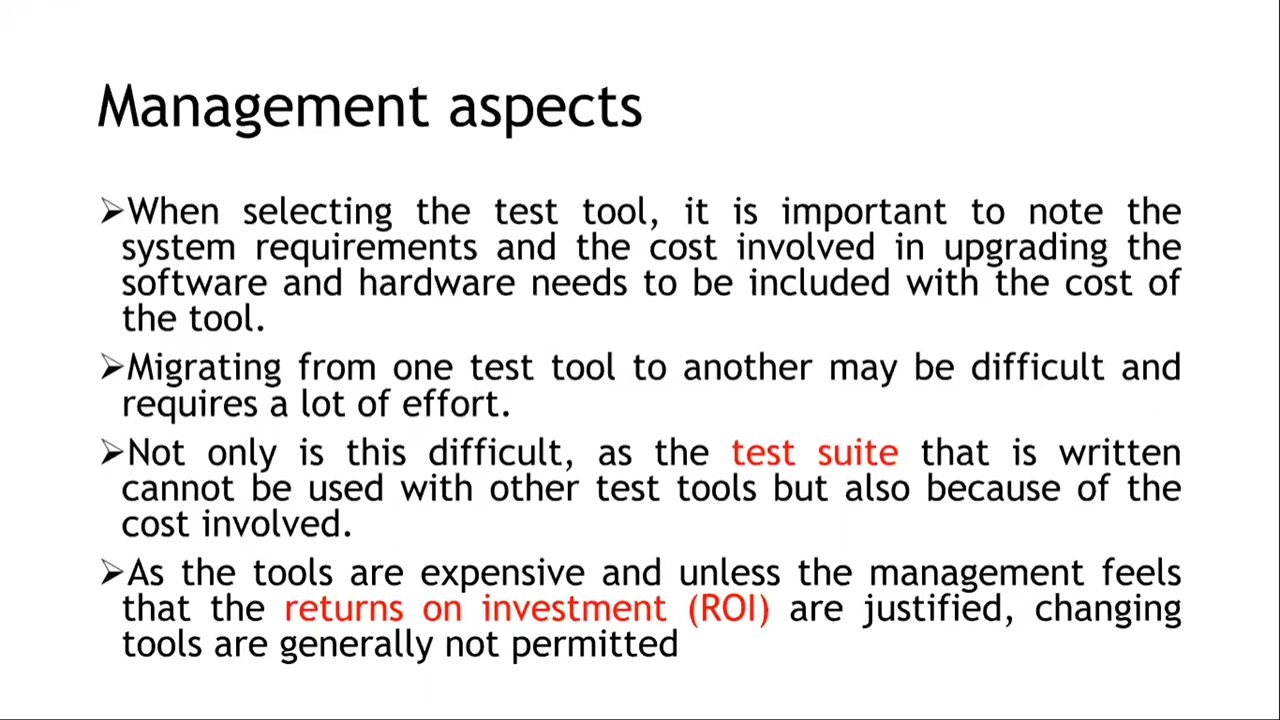 Management aspects
➢When selecting the test tool, it is important to note the
system requirements and the cost involved in upgrading the
software and hardware needs to be included with the cost of
the tool.
➢Migrating from one test tool to another may be difficult and
requires a lot of effort.
➢Not only is this difficult, as the test suite that is written
cannot be used with other test tools but also because of the
cost involved.
➢As the tools are expensive and unless the management feels
that the returns on investment (ROI) are justified, changing
tools are generally not permitted